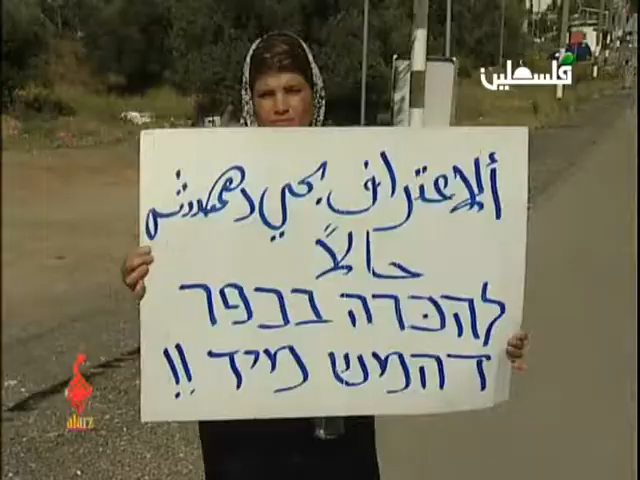 فلسطين
ألاعتراف بحي دهمش
حالاً
להכרה בכפר
דהמש מיד !!
alarz